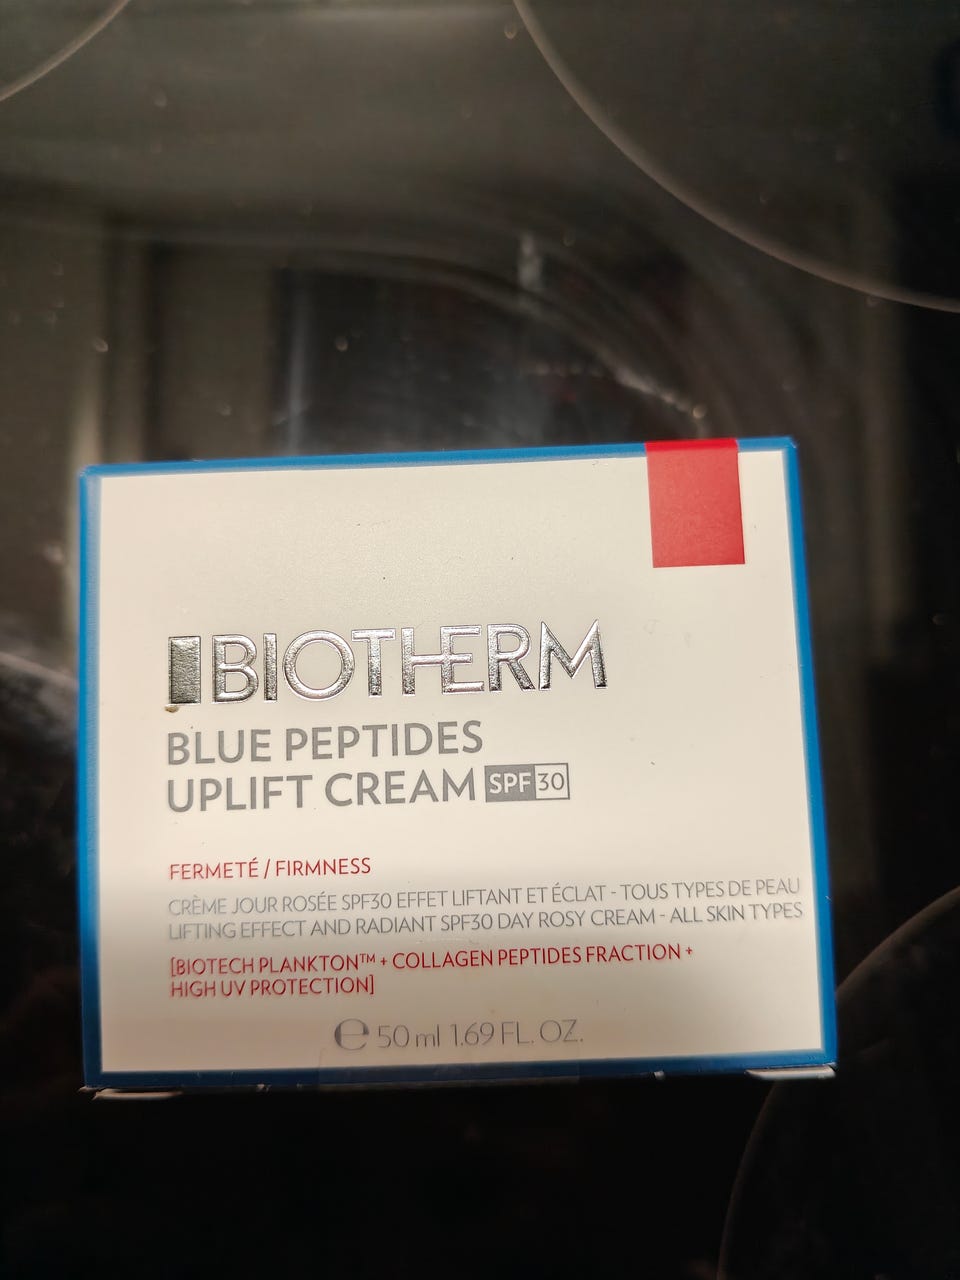 BIOTHERM
BLUE PEPTIDES
UPLIFT CREAM SPF 30
FERMETÉ / FIRMNESS
CRÈME JOUR ROSÉE SPF30 EFFET LIFTANT ET ÉCLAT - TOUS TYPES DE PEAU
LIFTING EFFECT AND RADIANT SPF30 DAY ROSY CREAM - ALL SKIN TYPES
[BIOTECH PLANKTON™ + COLLAGEN PEPTIDES FRACTION +
HIGH UV PROTECTION]
℮ 50 ml 1.69 FL. OZ.